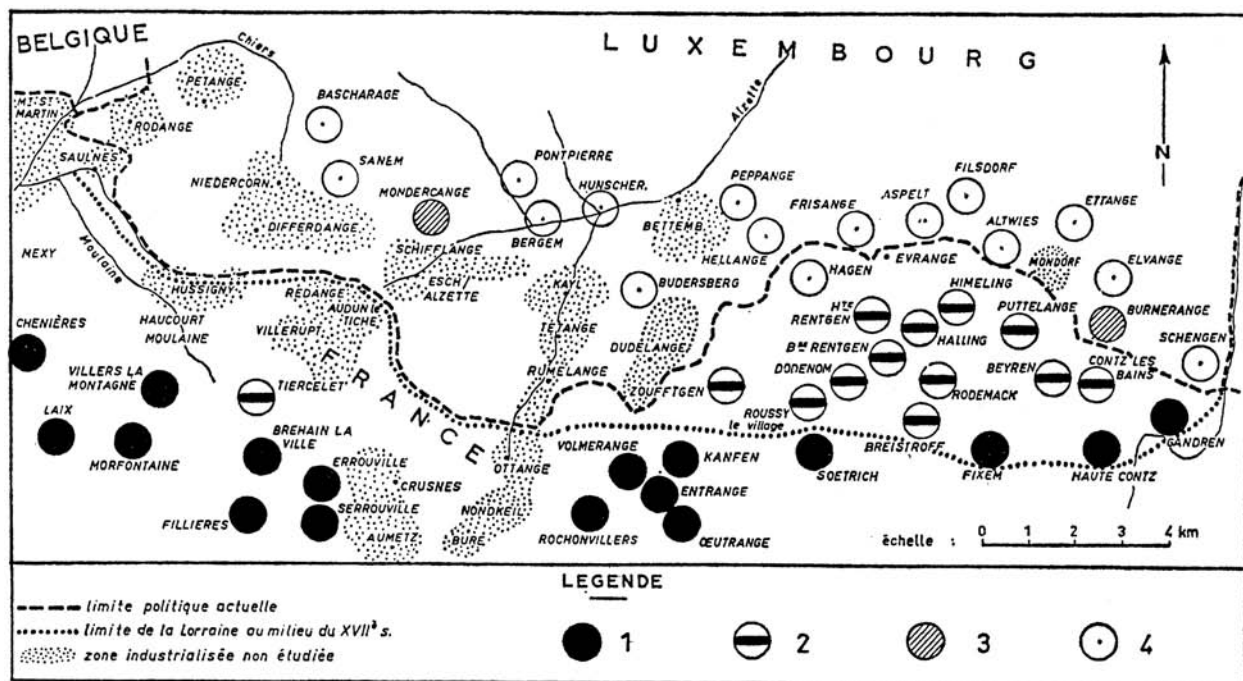 BELGIQUE
LUXEMBOURG
Chiers
PETANGE
BASCHARAGE
Alzette
N
Mt St
MARTIN
RODANGE
SAULNES
SANEM
NIEDERCORN.
MONDERCANGE
DIFFERDANGE
PONTPIERRE
HUNSCHER.
BERGEM
PEPPANGE
FILSDORF
ASPELT
FRISANGE
ALTWIES
ETTANGE
BETTEMB.
HELLANGE
SCHIFFLANGE
ESCH/
ALZETTE
KAYL
BUDERSBERG
HAGEN
EVRANGE
MONDORF
ELVANGE
MEXY
Moulaine
HUSSIGNY
REDANGE
AUDUN le
TICHE
VILLERUPT
HAUCOURT
MOULAINE
TETANGE
DUDELANGE
RUMELANGE
HTE
RENTGEN
HIMELING
HALLING
PUTTELANGE
BURMERANGE
SCHENGEN
CHENIÈRES
VILLERS LA
MONTAGNE
TIERCELET
FRANCE
ZOUFFTGEN
Bse RENTGEN
DODENOM
RODEMACK
BEYREN
CONTZ LES
BAINS
LAIX
MORFONTAINE
BREHAIN LA
VILLE
ROUSSY
le village
BREISTROFF
GANDREN
ERROUVILLE
CRUSNES
OTTANGE
VOLMERANGE
KANFEN
SOETRICH
FIXEM
HAUTE CONTZ
FILLIERES
SERROUVILLE
AUMETZ
NONDKEIL
BURE
ENTRANGE
ROCHONVILLERS
ŒUTRANGE
échelle : 0 1 2 3 4 km
LEGENDE
limite politique actuelle
limite de la Lorraine au milieu du XVIIè s.
zone industrialisée non étudiée
1
2
3
4